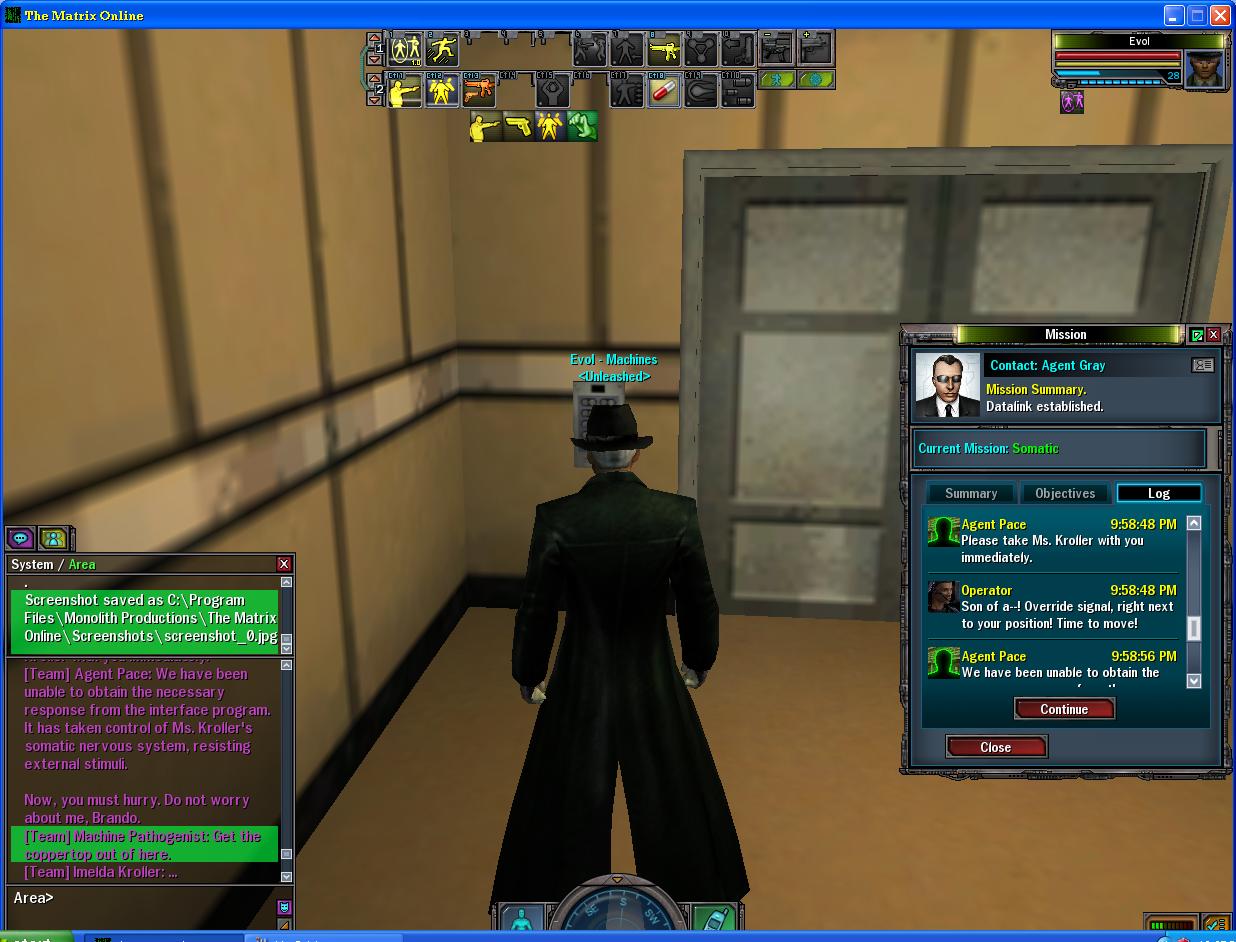 The Matrix Online
Evol
28
Evol - Machines
<Unleashed>
Mission
Contact: Agent Gray
Mission Summary.
Datalink established.
Current Mission: Somatic
Summary
Objectives
Log
Agent Pace 9:58:48 PM
Please take Ms. Kroller with you
immediately.
Operator 9:58:48 PM
Son of a--! Override signal, right next
to your position! Time to move!
Agent Pace 9:58:56 PM
We have been unable to obtain the
Continue
Close
System / Area
.
Screenshot saved as C:\Program
Files\Monolith Productions\The Matrix
Online\Screenshots\screenshot_0.jpg
[Team] Agent Pace: We have been
unable to obtain the necessary
response from the interface program.
It has taken control of Ms. Kroller's
somatic nervous system, resisting
external stimuli.
Now, you must hurry. Do not worry
about me, Brando.
[Team] Machine Pathogenist: Get the
coppertop out of here.
[Team] Imelda Kroller: ...
Area>
SE
S
SW